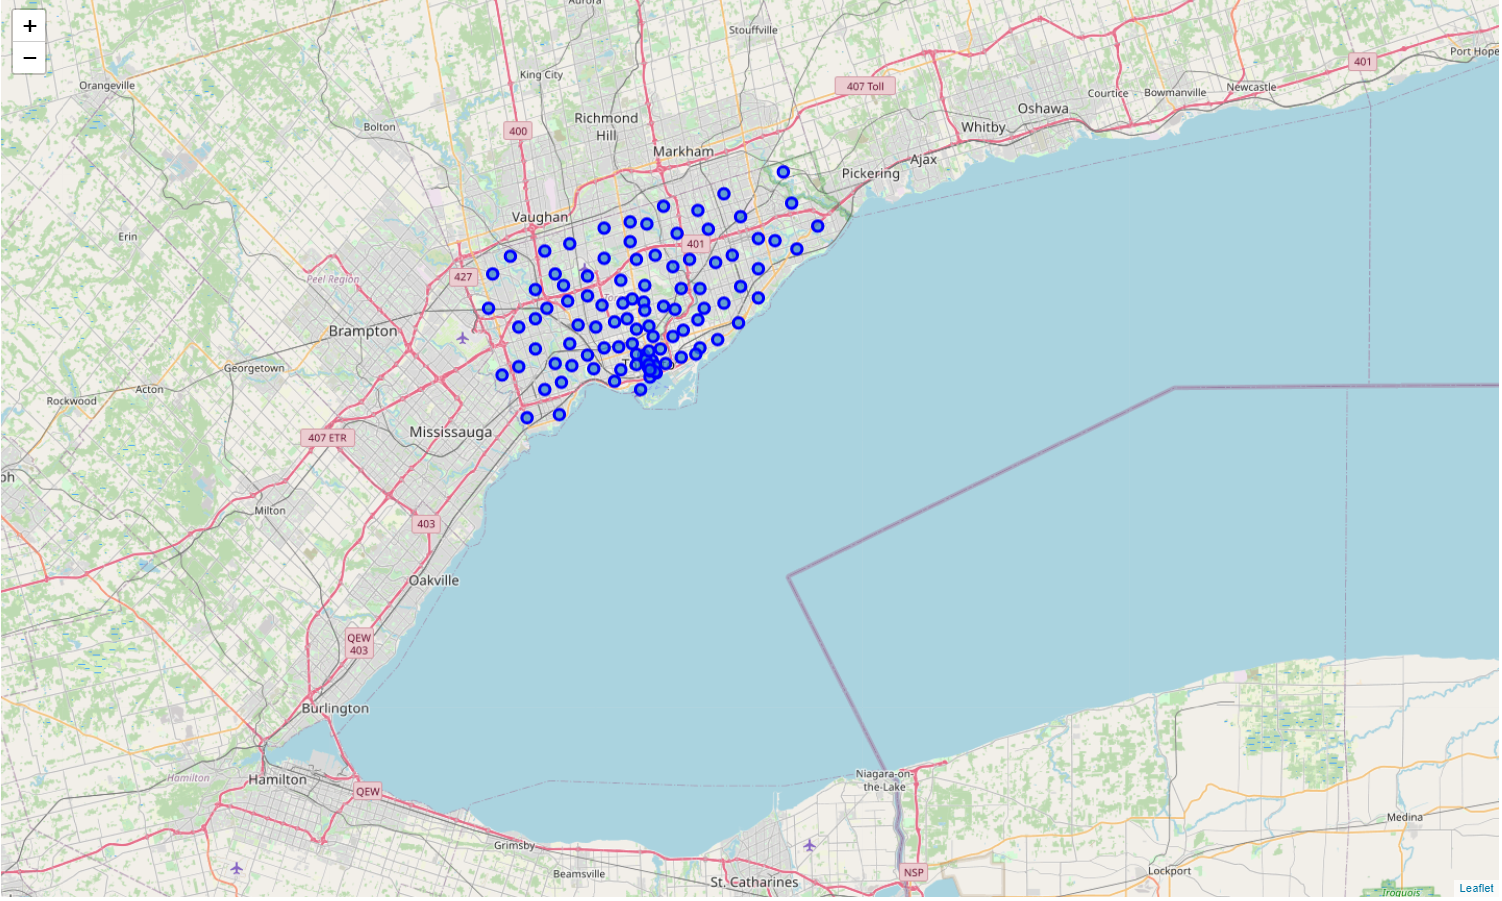 +
−
Aurora
Stouffville
King City
Orangeville
407 Toll
401
Port Hope
Courtice
Bowmanville
Newcastle
Oshawa
Bolton
400
Richmond
Hill
Whitby
Markham
Ajax
Pickering
Vaughan
Erin
401
Peel Region
427
Brampton
Georgetown
Acton
Rockwood
Mississauga
407 ETR
Milton
403
Oakville
QEW
403
Burlington
Hamilton
Hamilton
QEW
Niagara-on-
the-Lake
Grimsby
Medina
Beamsville
St. Catharines
NSP
Lockport
Iroquois
Leaflet